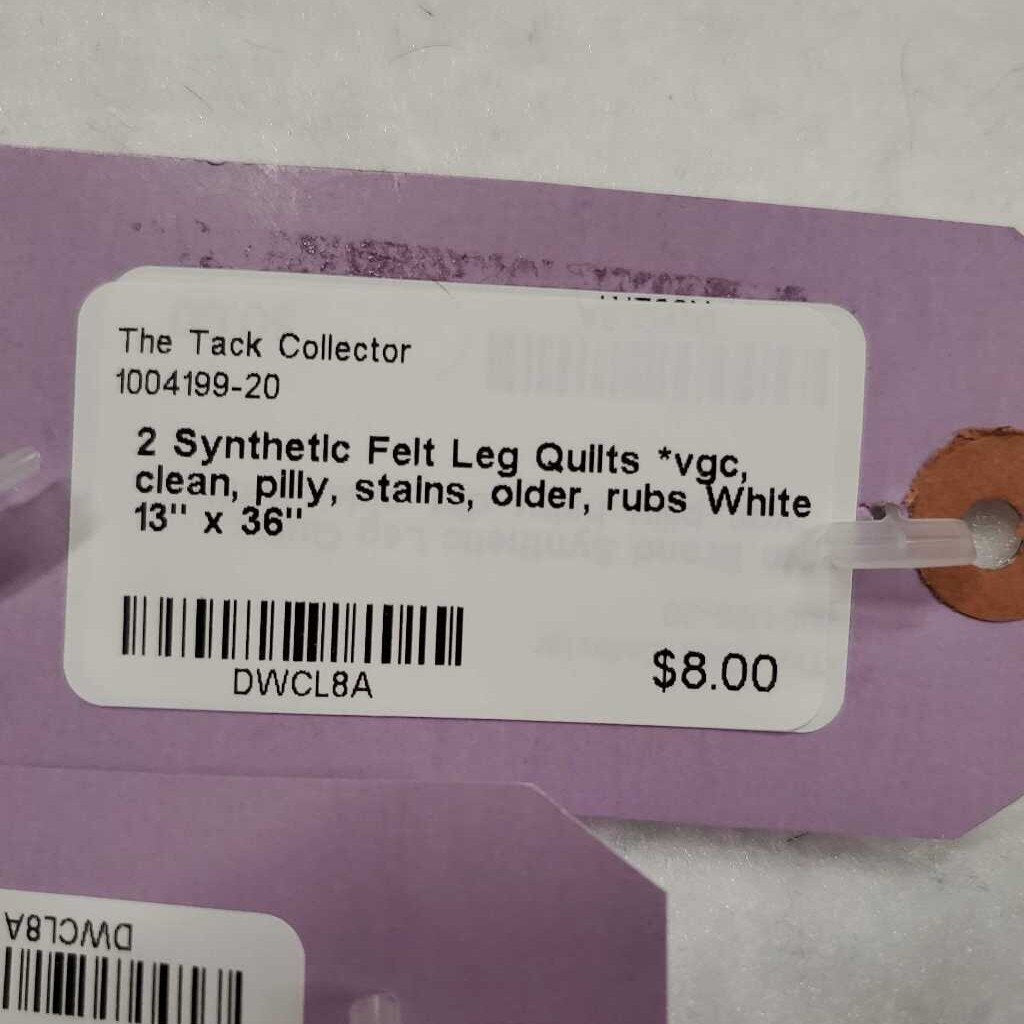 The Tack Collector
1004199-20
2 Synthetic Felt Leg Quilts *vgc,
clean, pilly, stains, older, rubs White
13" x 36"
DWCL8A
$8.00
DWCL8A